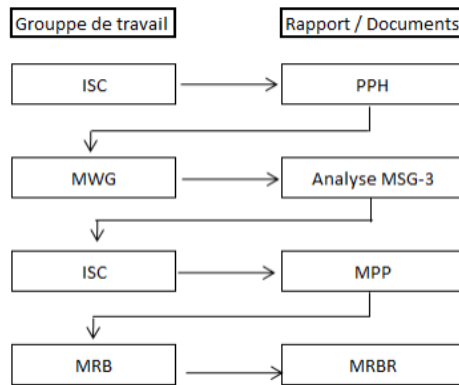 Grouppe de travail
Rapport / Documents
ISC
PPH
MWG
Analyse MSG-3
ISC
MPP
MRB
MRBR